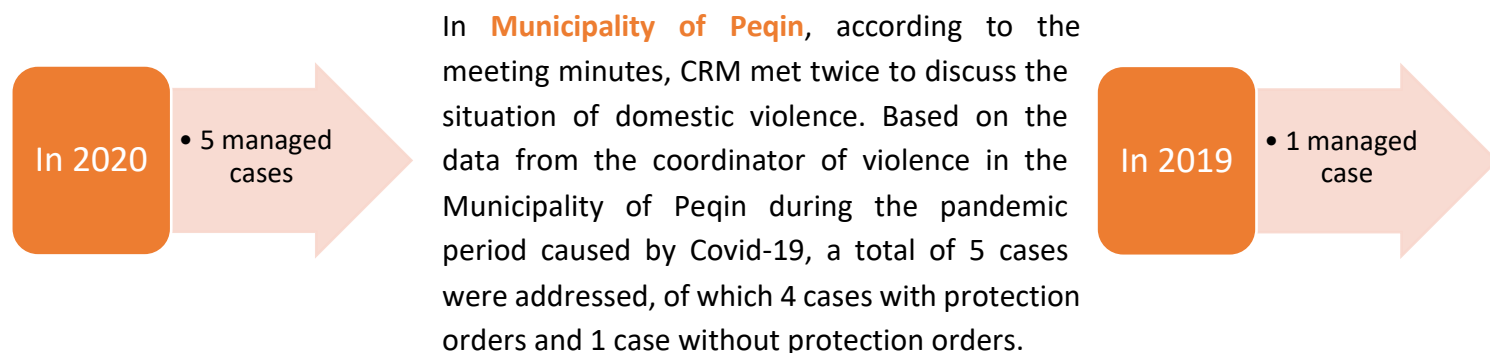 In 2020
• 5 managed
cases
In Municipality of Peqin, according to the
meeting minutes, CRM met twice to discuss the
situation of domestic violence. Based on the
data from the coordinator of violence in the
Municipality of Peqin during the pandemic
period caused by Covid-19, a total of 5 cases
were addressed, of which 4 cases with protection
orders and 1 case without protection orders.
In 2019
• 1 managed
case